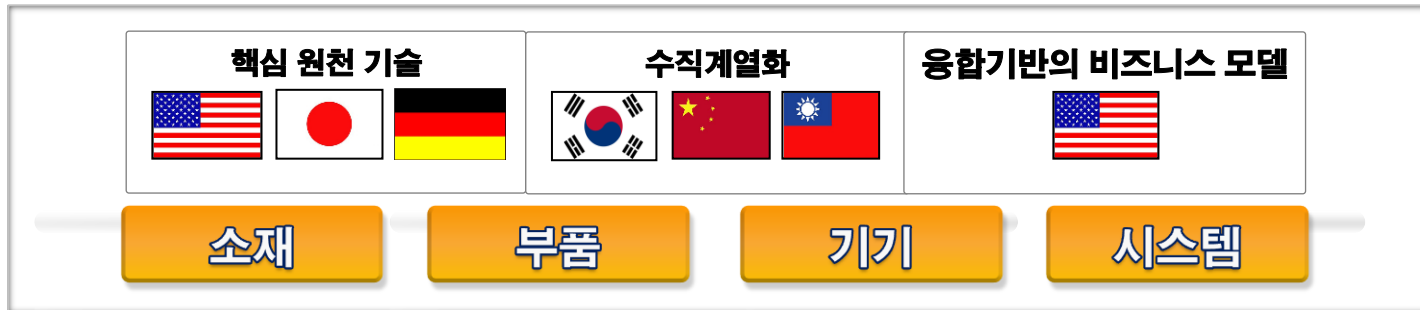 핵심 원천 기술
수직계열화
융합기반의 비즈니스 모델
소재
부품
기기
시스템